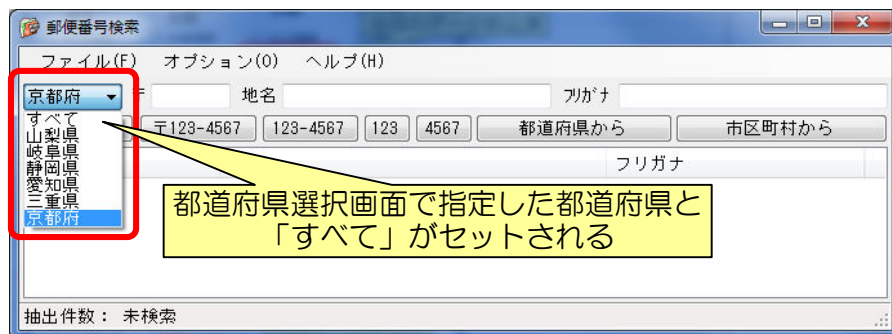 郵便番号検索
ファイル(F) オプション(O) ヘルプ(H)
京都府 〒 地名 フリガナ
すべて
山梨県
岐阜県
静岡県
愛知県
三重県
京都府
〒123-4567 123-4567 123 4567 都道府県から 市区町村から
フリガナ
都道府県選択画面で指定した都道府県と
「すべて」がセットされる
抽出件数： 未検索